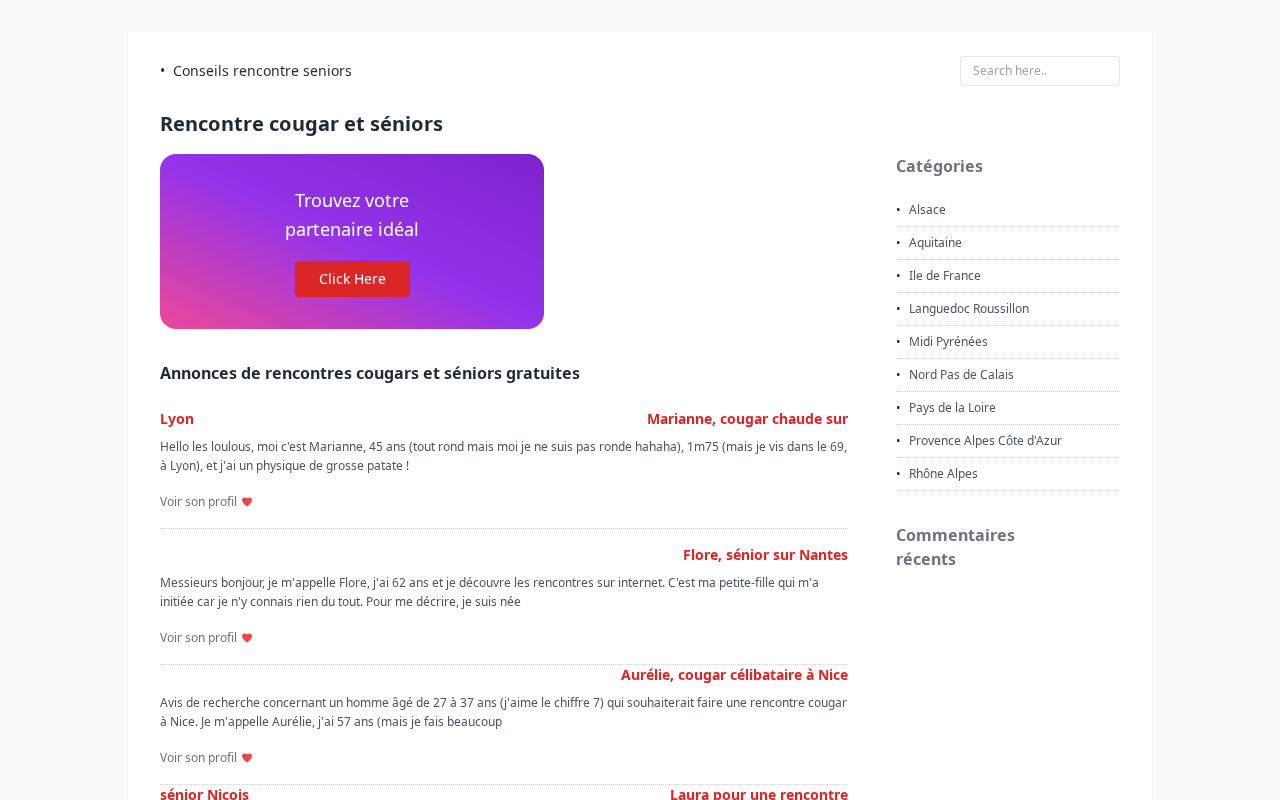 • Conseils rencontre seniors
Search here..
Rencontre cougar et séniors
Trouvez votre
partenaire idéal
Click Here
Annonces de rencontres cougars et séniors gratuites
Lyon Marianne, cougar chaude sur
Hello les loulous, moi c'est Marianne, 45 ans (tout rond mais moi je ne suis pas ronde hahaha), 1m75 (mais je vis dans le 69,
à Lyon), et j'ai un physique de grosse patate !
Voir son profil
Flore, sénior sur Nantes
Messieurs bonjour, je m'appelle Flore, j'ai 62 ans et je découvre les rencontres sur internet. C'est ma petite-fille qui m'a
initiée car je n'y connais rien du tout. Pour me décrire, je suis née
Voir son profil
Aurélie, cougar célibataire à Nice
Avis de recherche concernant un homme âgé de 27 à 37 ans (j'aime le chiffre 7) qui souhaiterait faire une rencontre cougar
à Nice. Je m'appelle Aurélie, j'ai 57 ans (mais je fais beaucoup
Voir son profil
sénior Niçois Laura pour une rencontre
Catégories
• Alsace
• Aquitaine
• Ile de France
• Languedoc Roussillon
• Midi Pyrénées
• Nord Pas de Calais
• Pays de la Loire
• Provence Alpes Côte d'Azur
• Rhône Alpes
Commentaires
récents